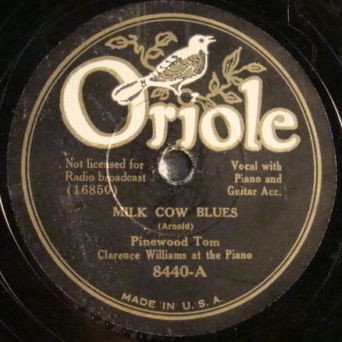 Oriole
Not licensed for
Radio broadcast
(16850)
Vocal with
Piano and
Guitar Acc.
MILK COW BLUES
(Arnold)
Pinewood Tom
Clarence Williams at the Piano
8440-A
MADE IN U. S. A.